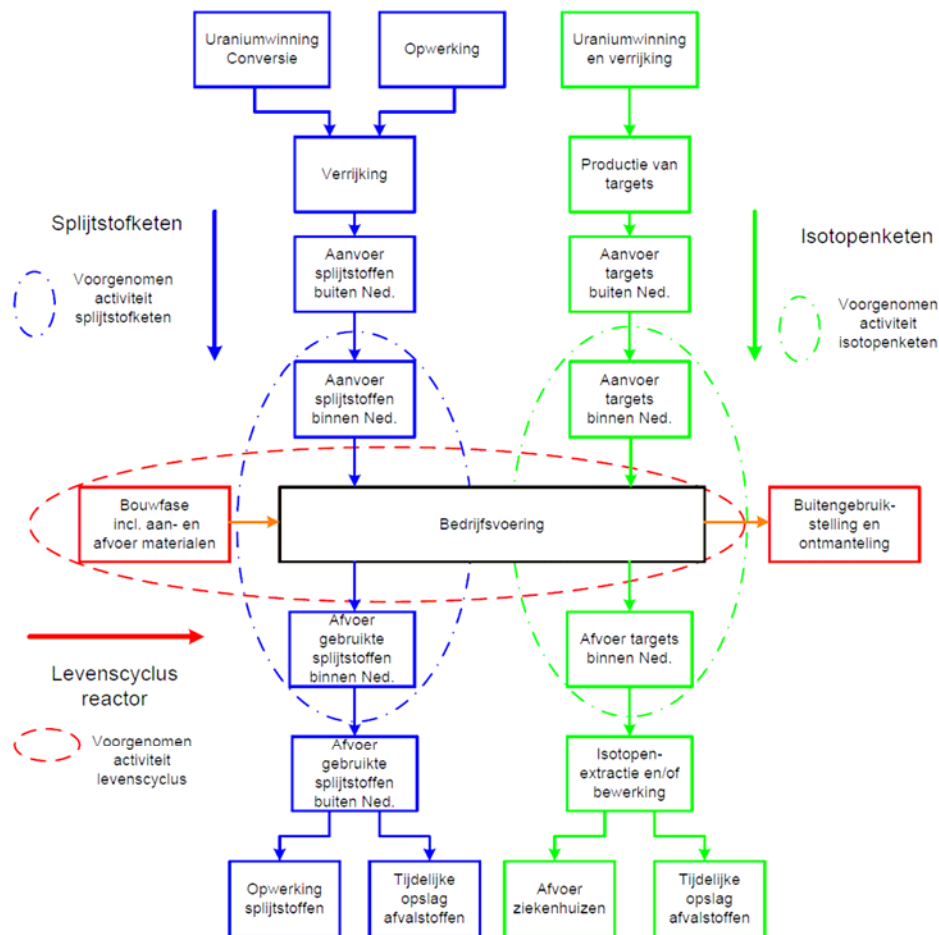 Uraniumwinning
Conversie
Opwerking
Uraniumwinning
en verrijking
Verrijking
Productie van
targets
Splijtstofketen
Voorgenomen
activiteit
splijtstofketen
Aanvoer
splijtstoffen
buiten Ned.
Aanvoer
targets
buiten Ned.
Isotopenketen
Voorgenomen
activiteit
isotopenketen
Aanvoer
splijtstoffen
binnen Ned.
Aanvoer
targets
binnen Ned.
Bouwfase
incl. aan- en
afvoer materialen
Bedrijfsvoering
Buitengebruik-
stelling en
ontmanteling
Afvoer
gebruikte
splijtstoffen
binnen Ned.
Afvoer targets
binnen Ned.
Levenscyclus
reactor
Voorgenomen
activiteit
levenscyclus
Afvoer
gebruikte
splijtstoffen
buiten Ned.
Isotopen-
extractie en/of
bewerking
Opwerking
splijtstoffen
Tijdelijke
opslag
afvalstoffen
Afvoer
ziekenhuizen
Tijdelijke
opslag
afvalstoffen